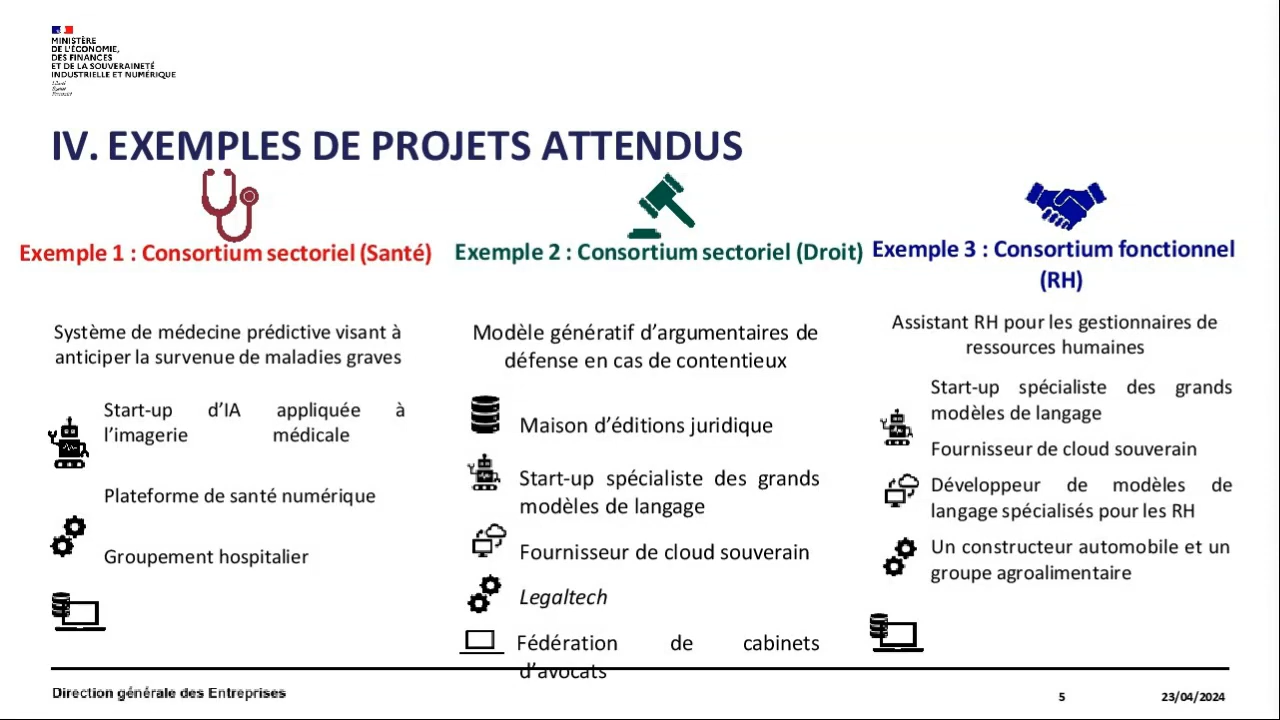 MINISTÈRE
DE L'ÉCONOMIE,
DES FINANCES
ET DE LA SOUVERAINETÉ
INDUSTRIELLE ET NUMÉRIQUE
IV. EXEMPLES DE PROJETS ATTENDUS
Exemple 1 : Consortium sectoriel (Santé)
Système de médecine prédictive visant à
anticiper la survenue de maladies graves
Start-up d’IA appliquée à
l’imagerie médicale
Plateforme de santé numérique
Groupement hospitalier
Exemple 2 : Consortium sectoriel (Droit)
Modèle génératif d’argumentaires de
défense en cas de contentieux
Maison d’éditions juridique
Start-up spécialiste des grands
modèles de langage
Fournisseur de cloud souverain
Legaltech
Fédération de cabinets
d’avocats
Exemple 3 : Consortium fonctionnel
(RH)
Assistant RH pour les gestionnaires de
ressources humaines
Start-up spécialiste des grands
modèles de langage
Fournisseur de cloud souverain
Développeur de modèles de
langage spécialisés pour les RH
Un constructeur automobile et un
groupe agroalimentaire
Direction générale des Entreprises
5
23/04/2024